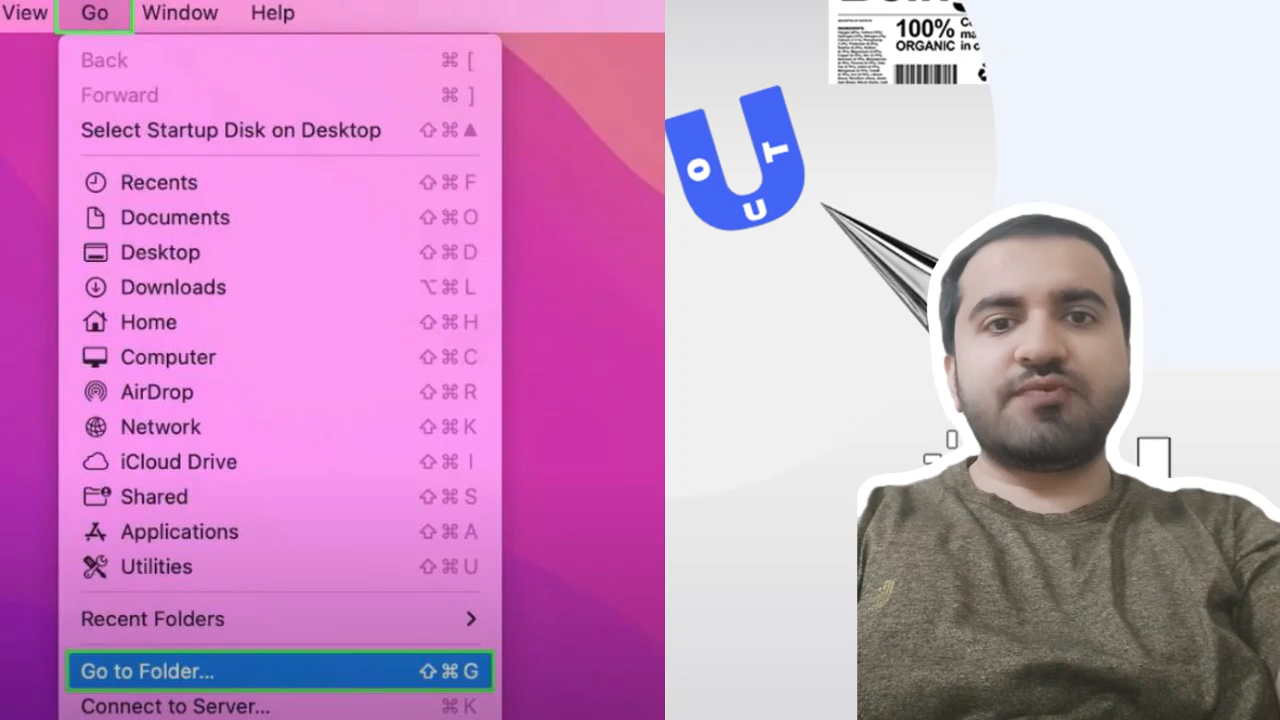 View Go Window Help
Back ⌘ [
Forward ⌘ ]
Select Startup Disk on Desktop ⇧⌘▲
Recents ⇧⌘F
Documents ⇧⌘O
Desktop ⇧⌘D
Downloads ⌥⌘L
Home ⇧⌘H
Computer ⇧⌘C
AirDrop ⇧⌘R
Network ⇧⌘K
iCloud Drive ⇧⌘I
Shared ⇧⌘S
Applications ⇧⌘A
Utilities ⇧⌘U
Recent Folders >
Go to Folder... ⇧⌘G
Connect to Server... ⌘K
100%
ORGANIC
in c
O U T